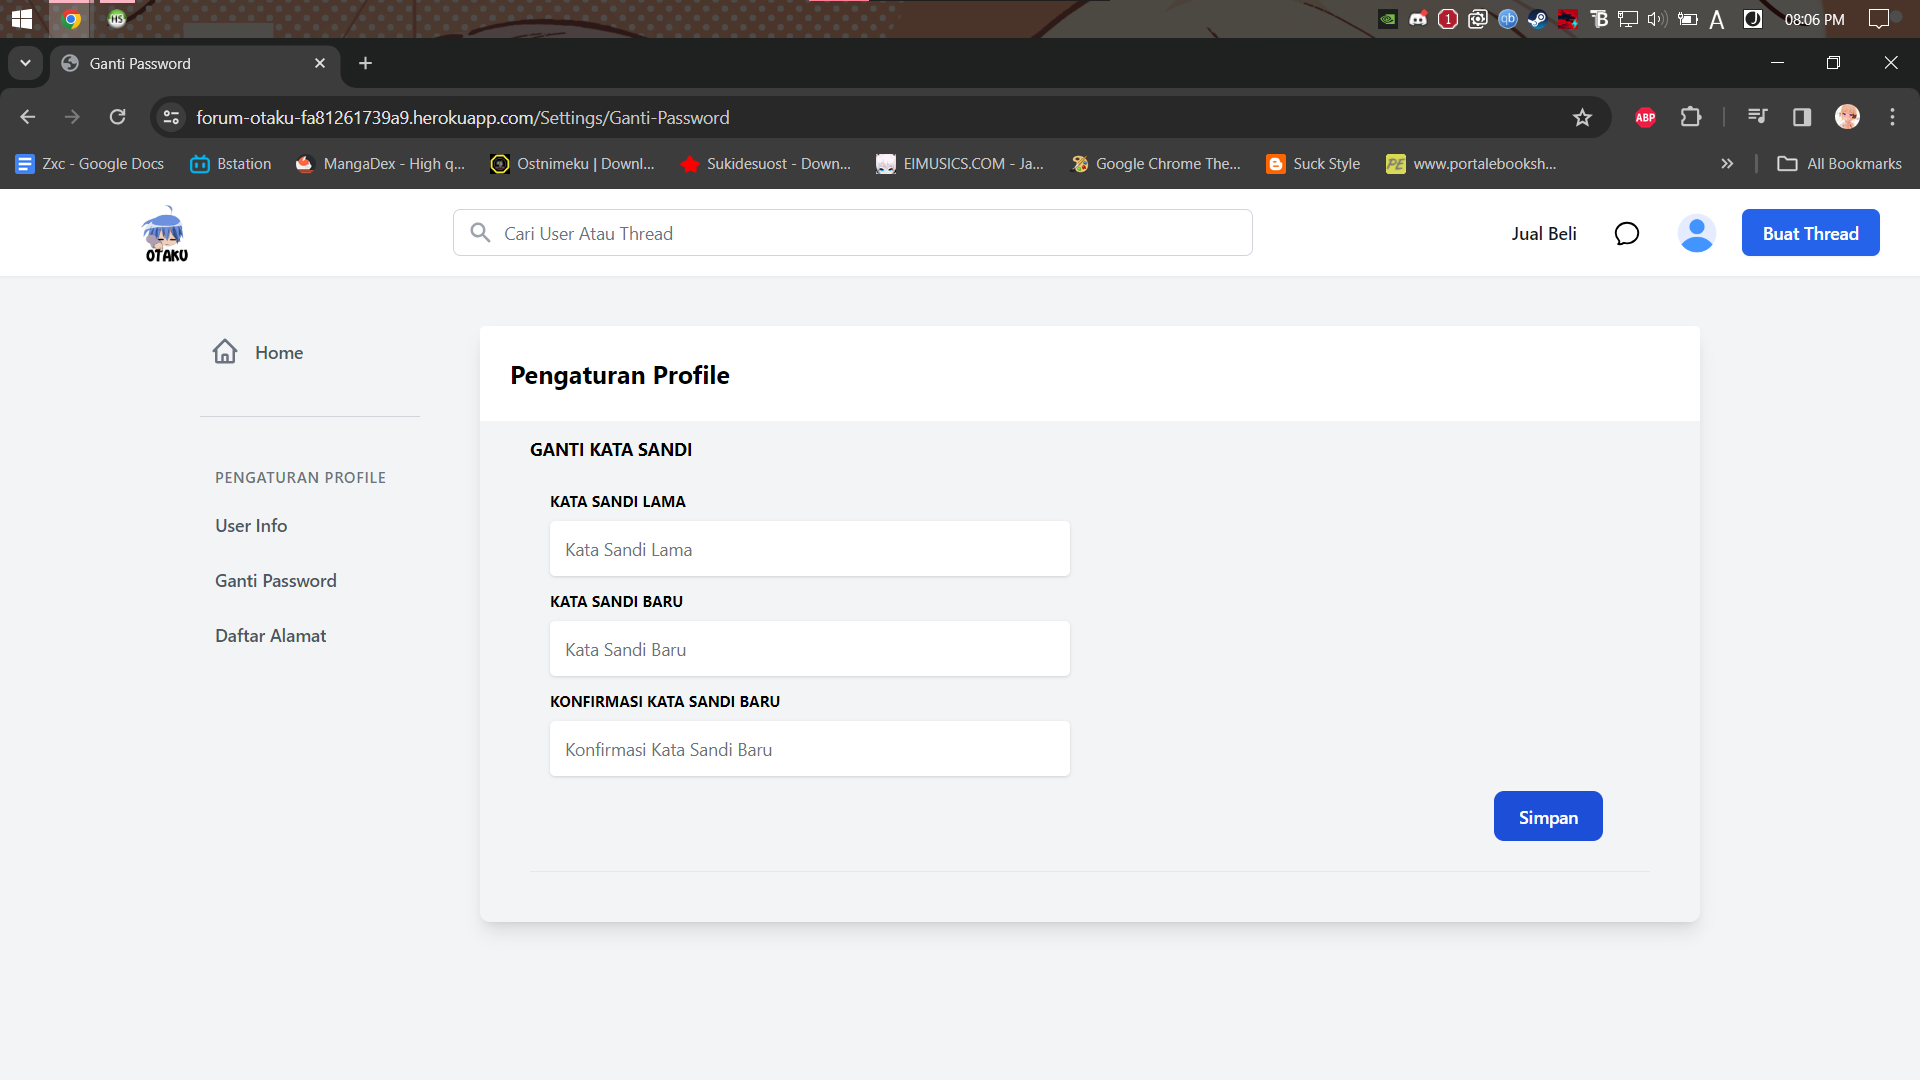 08:06 PM
Ganti Password
forum-otaku-fa81261739a9.herokuapp.com/Settings/Ganti-Password
ABP
Zxc - Google Docs
Bstation
MangaDex - High q...
Ostnimeku | Downl...
Sukidesuost - Down...
EIMUSICS.COM - Ja...
Google Chrome The...
Suck Style
www.portalebooksh...
All Bookmarks
OTAKU
Cari User Atau Thread
Jual Beli
Buat Thread
Home
PENGATURAN PROFILE
User Info
Ganti Password
Daftar Alamat
Pengaturan Profile
GANTI KATA SANDI
KATA SANDI LAMA
Kata Sandi Lama
KATA SANDI BARU
Kata Sandi Baru
KONFIRMASI KATA SANDI BARU
Konfirmasi Kata Sandi Baru
Simpan